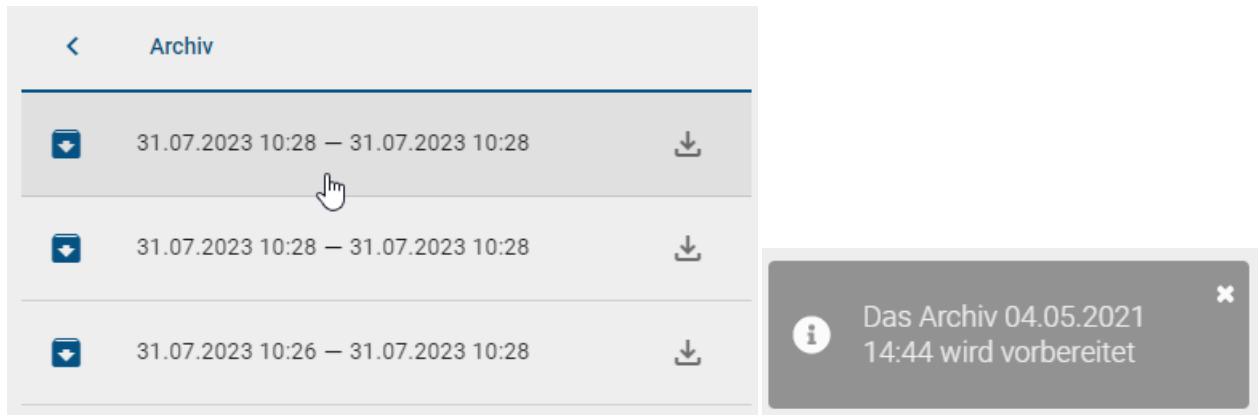 Archiv
31.07.2023 10:28 — 31.07.2023 10:28
31.07.2023 10:28 — 31.07.2023 10:28
31.07.2023 10:26 — 31.07.2023 10:28
Das Archiv 04.05.2021
14:44 wird vorbereitet